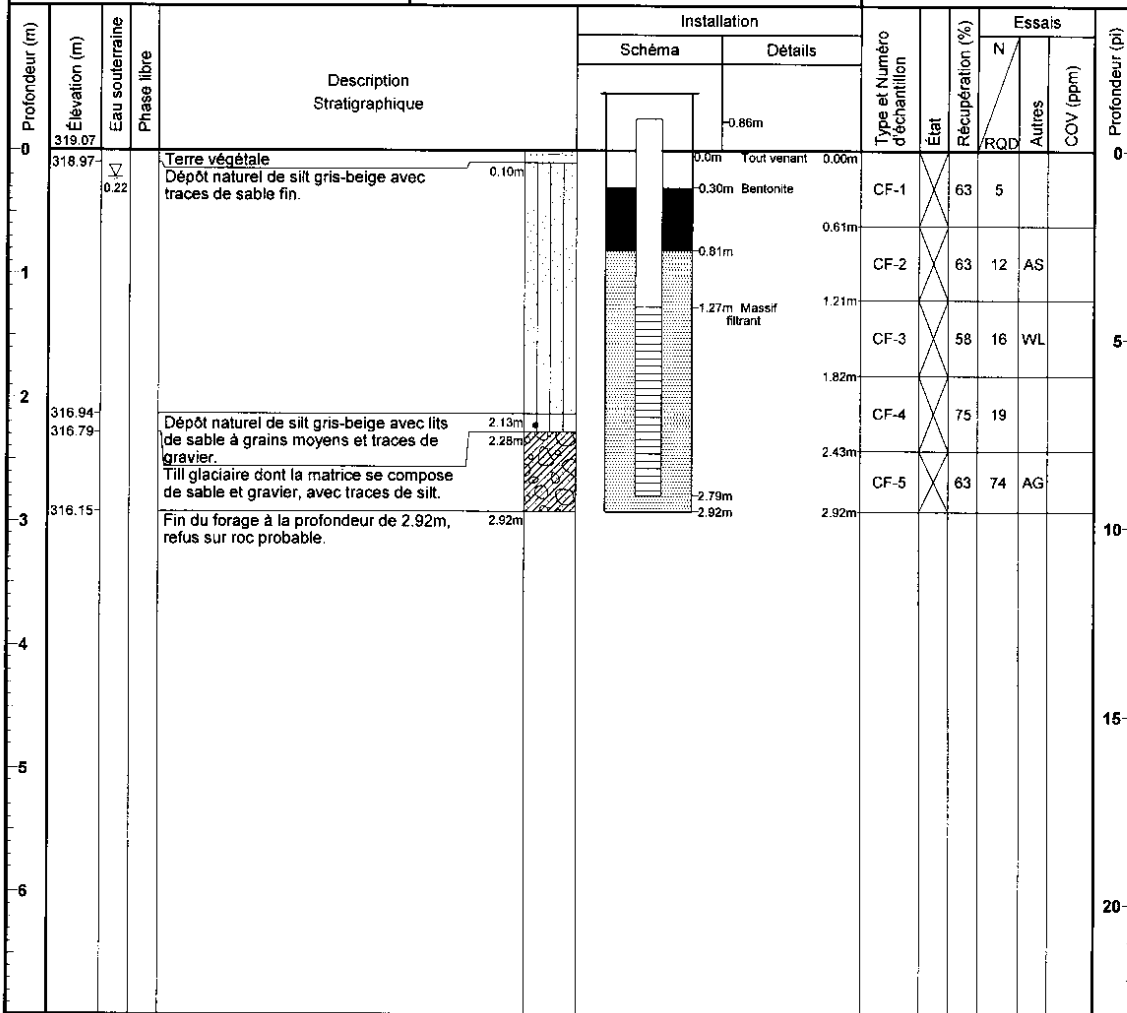 Profondeur (m)
Élévation (m)
Eau souterraine
Phase libre
Description
Stratigraphique
Installation
Schéma
Détails
Type et Numéro
d'échantillon
État
Récupération (%)
Essais
N
RQD
Autres
COV (ppm)
Profondeur (pi)
319.07
0.86m
0
318.97
Terre végétale
0.10m
0.0m Tout venant 0.00m
0
0.22
Dépôt naturel de silt gris-beige avec
traces de sable fin.
0.30m Bentonite
CF-1 63 5
0.61m
0.81m
1
CF-2 63 12 AS
1.21m
1.27m Massif
filtrant
CF-3 58 16 WL
5
1.82m
2
316.94
Dépôt naturel de silt gris-beige avec lits
de sable à grains moyens et traces de
gravier.
2.13m
CF-4 75 19
316.79
2.28m
2.43m
Till glaciaire dont la matrice se compose
de sable et gravier, avec traces de silt.
2.79m
CF-5 63 74 AG
316.15
2.92m
2.92m
2.92m
3
Fin du forage à la profondeur de 2.92m,
refus sur roc probable.
10
4
15
5
6
20